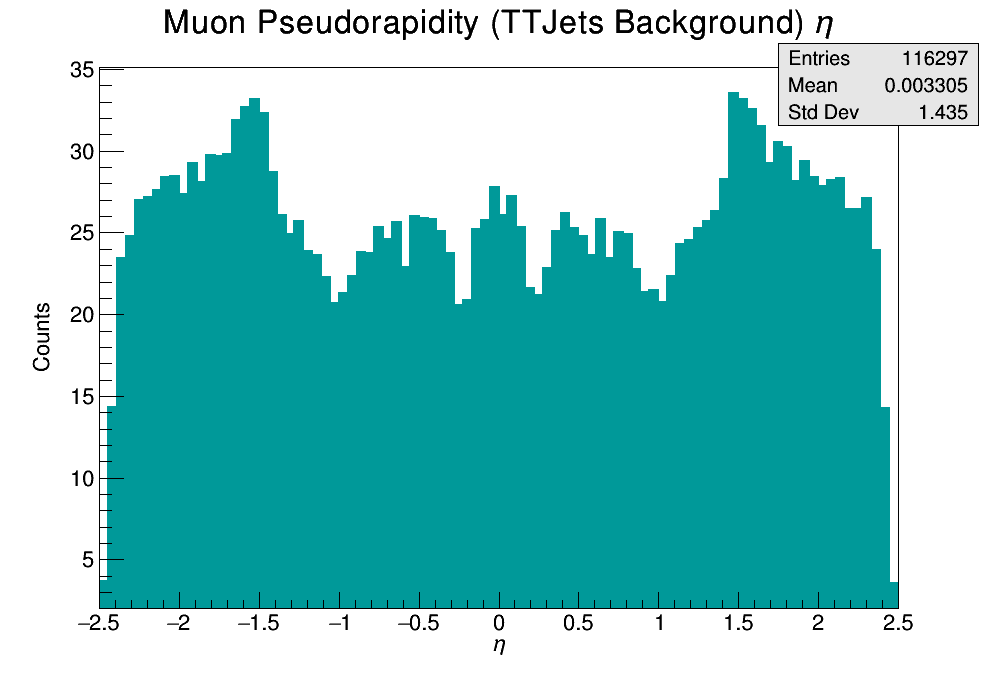 Muon Pseudorapidity (TTJets Background) η
Entries 116297
Mean 0.003305
Std Dev 1.435
35
30
25
20
15
10
5
Counts
−2.5 −2 −1.5 −1 −0.5 0 0.5 1 1.5 2 2.5
η